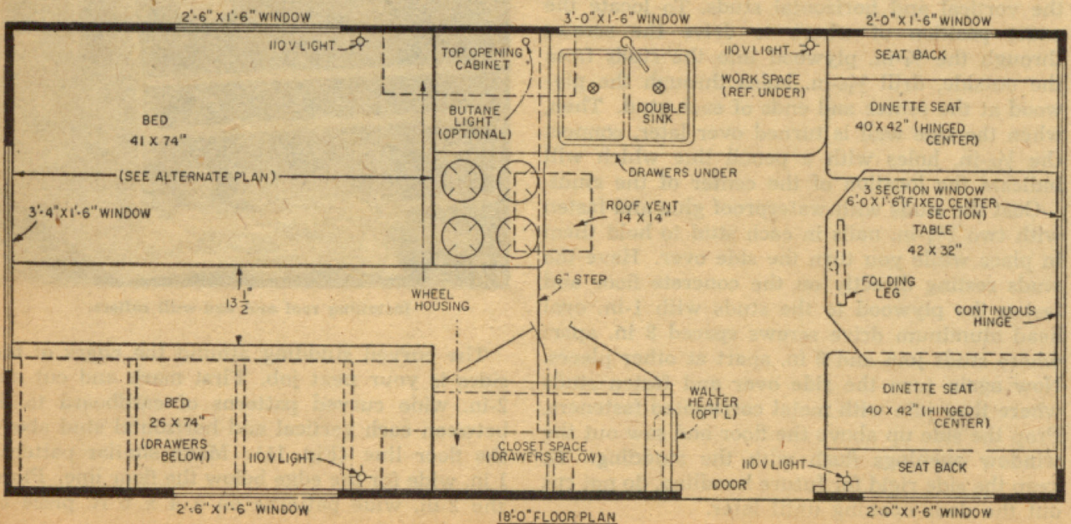 2'-6" X 1'-6" WINDOW
3'-0" X 1'-6" WINDOW
2'-0" X 1'-6" WINDOW
110 V LIGHT
TOP OPENING
CABINET
BUTANE
LIGHT
(OPTIONAL)
DOUBLE
SINK
110 V LIGHT
WORK SPACE
(REF. UNDER)
SEAT BACK
DINETTE SEAT
40 X 42" (HINGED
CENTER)
BED
41 X 74"
(SEE ALTERNATE PLAN)
DRAWERS UNDER
3'-4" X 1'-6" WINDOW
ROOF VENT
14 X 14"
3 SECTION WINDOW
6'-0 X 1'-6" (FIXED CENTER
SECTION)
TABLE
42 X 32"
FOLDING
LEG
CONTINUOUS
HINGE
13 1/2"
WHEEL
HOUSING
6" STEP
BED
26 X 74"
(DRAWERS
BELOW)
110 V LIGHT
CLOSET SPACE
(DRAWERS BELOW)
WALL
HEATER
(OPT'L)
110 V LIGHT
DOOR
DINETTE SEAT
40 X 42" (HINGED
CENTER)
SEAT BACK
2'-6" X 1'-6" WINDOW
18'-0" FLOOR PLAN
2'-0" X 1'-6" WINDOW